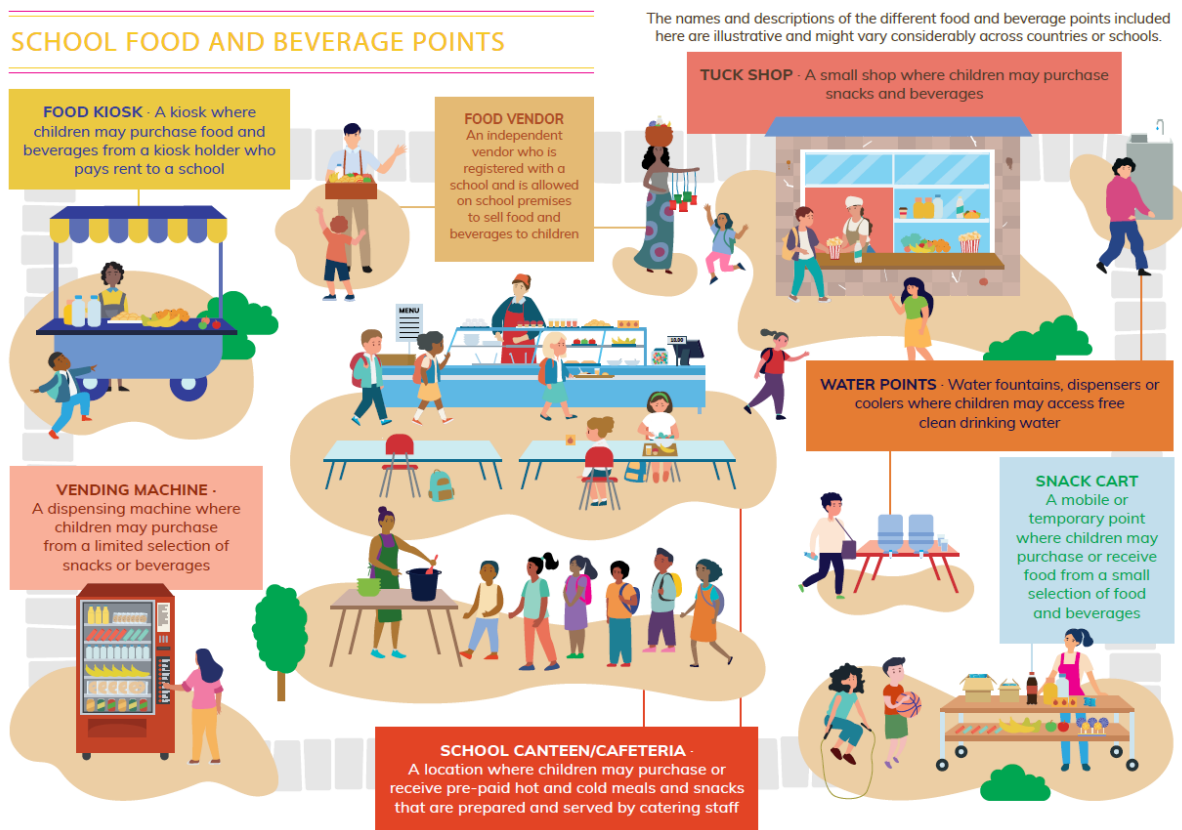 SCHOOL FOOD AND BEVERAGE POINTS
The names and descriptions of the different food and beverage points included
here are illustrative and might vary considerably across countries or schools.
TUCK SHOP · A small shop where children may purchase
snacks and beverages
FOOD KIOSK · A kiosk where
children may purchase food and
beverages from a kiosk holder who
pays rent to a school
FOOD VENDOR
An independent
vendor who is
registered with a
school and is allowed
on school premises
to sell food and
beverages to children
MENU
10.00
WATER POINTS · Water fountains, dispensers or
coolers where children may access free
clean drinking water
VENDING MACHINE ·
A dispensing machine where
children may purchase
from a limited selection of
snacks or beverages
SNACK CART
A mobile or
temporary point
where children may
purchase or receive
food from a small
selection of food
and beverages
SCHOOL CANTEEN/CAFETERIA ·
A location where children may purchase or
receive pre-paid hot and cold meals and snacks
that are prepared and served by catering staff